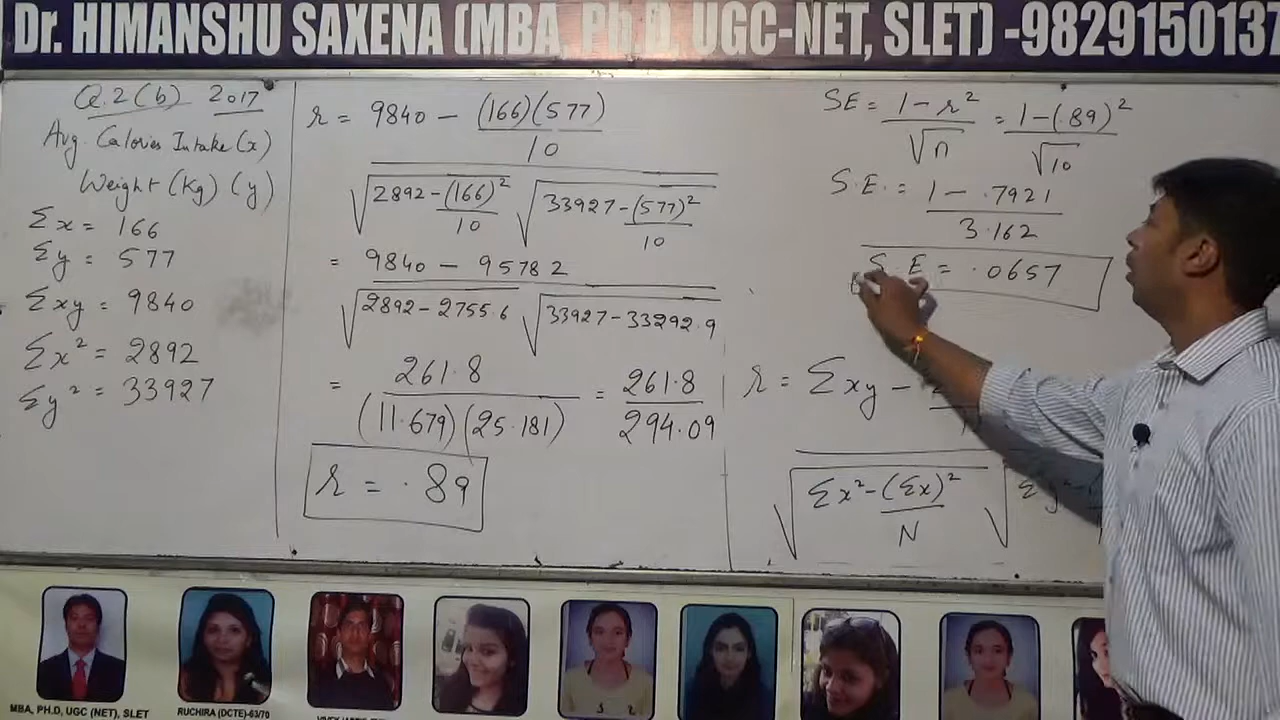 Dr. HIMANSHU SAXENA (MBA, Ph.D, UGC-NET, SLET) -9829150137
Q.2(b) 2017
Avg. Calories Intake (x)
Weight (Kg) (y)
Σx = 166
Σy = 577
Σxy = 9840
Σx² = 2892
Σy² = 33927
r = 9840 - (166)(577)
10
√2892-(166)² √33927-(577)²
10 10
= 9840 - 9578 2
√2892-2755.6 √33927-33292.9
= 261.8 = 261.8
(11.679)(25.181) 294.09
r = .89
SE = 1-r² = 1-(.89)²
√n √10
S.E. = 1 - .7921
3.162
S.E = .0657
r = Σxy -
√Σx²-(Σx)² √
N
MBA, PH.D, UGC (NET), SLET
RUCHIRA (DCTE)-63/70